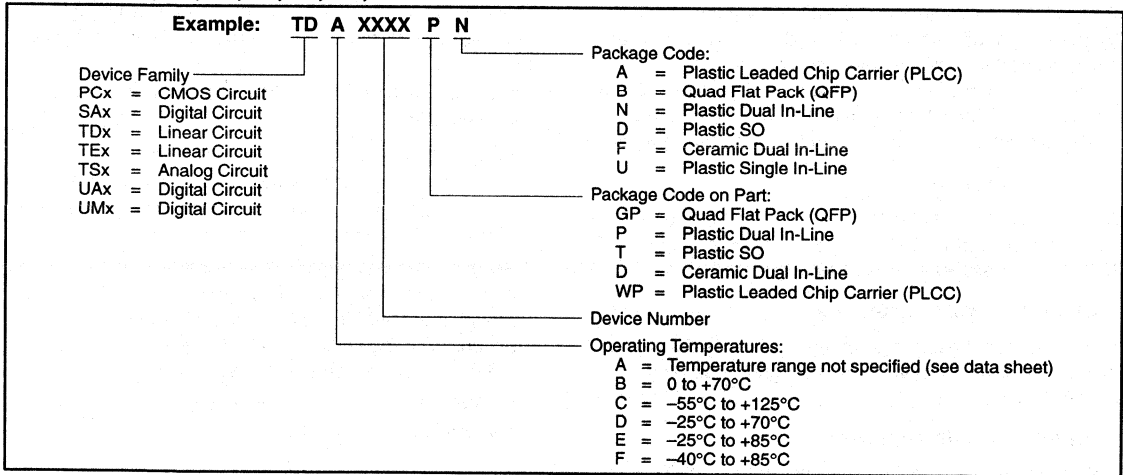 Example: TD A XXXX P N
Device Family
PCx = CMOS Circuit
SAx = Digital Circuit
TDx = Linear Circuit
TEx = Linear Circuit
TSx = Analog Circuit
UAx = Digital Circuit
UMx = Digital Circuit
Package Code:
A = Plastic Leaded Chip Carrier (PLCC)
B = Quad Flat Pack (QFP)
N = Plastic Dual In-Line
D = Plastic SO
F = Ceramic Dual In-Line
U = Plastic Single In-Line
Package Code on Part:
GP = Quad Flat Pack (QFP)
P = Plastic Dual In-Line
T = Plastic SO
D = Ceramic Dual In-Line
WP = Plastic Leaded Chip Carrier (PLCC)
Device Number
Operating Temperatures:
A = Temperature range not specified (see data sheet)
B = 0 to +70°C
C = –55°C to +125°C
D = –25°C to +70°C
E = –25°C to +85°C
F = –40°C to +85°C